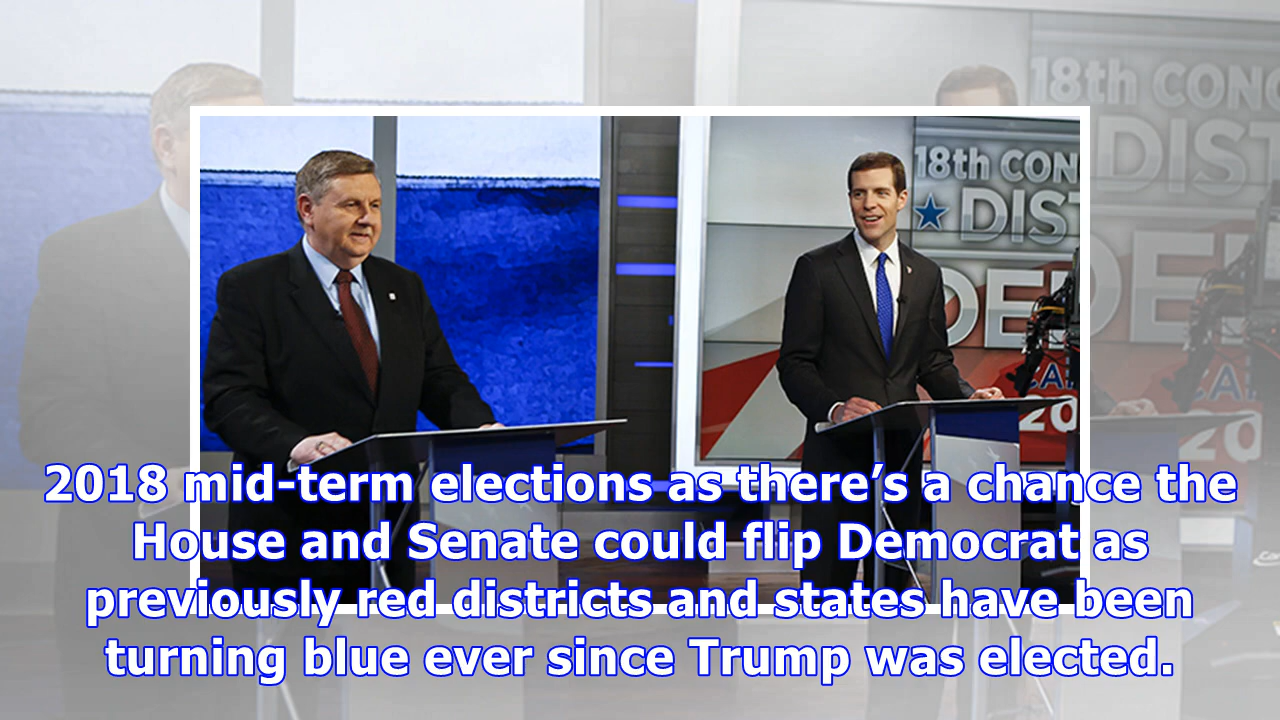 18th CONG
DIST
18th CON
DIST
DE
2018 mid-term elections as there’s a chance the
House and Senate could flip Democrat as
previously red districts and states have been
turning blue ever since Trump was elected.